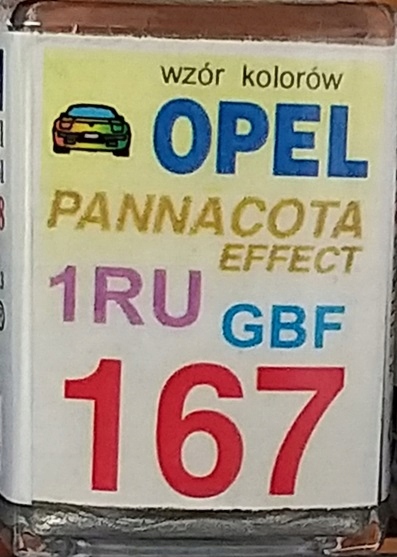 wzór kolorów
OPEL
PANNACOTA
EFFECT
1RU
GBF
167